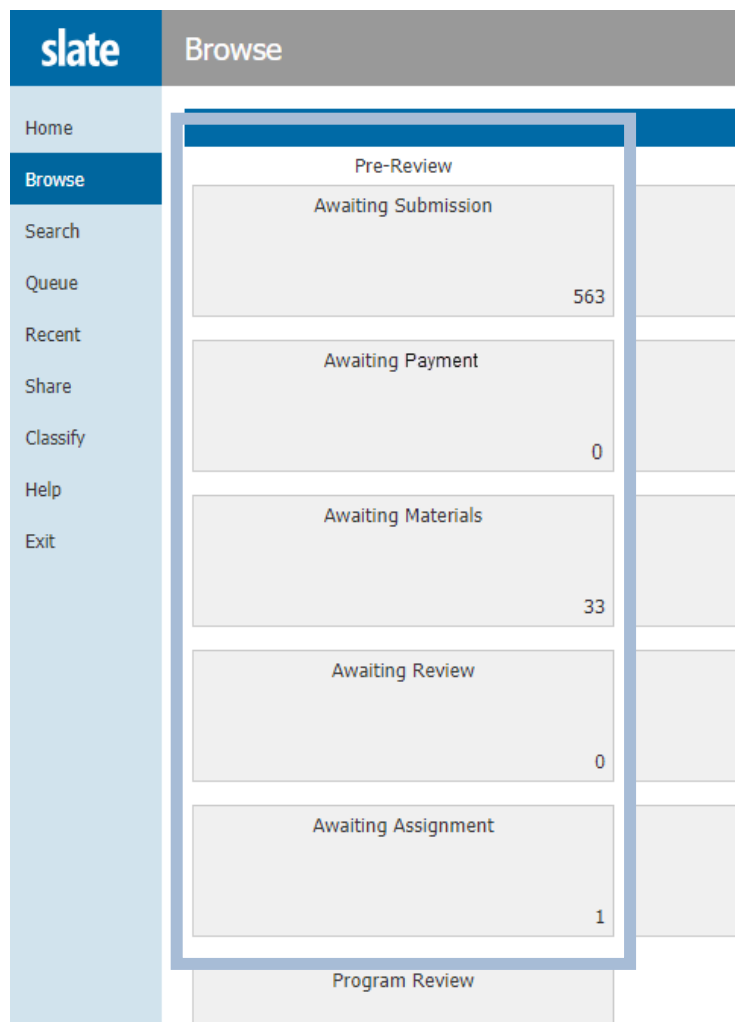 slate
Browse
Home
Browse
Search
Queue
Recent
Share
Classify
Help
Exit
Pre-Review
Awaiting Submission
563
Awaiting Payment
0
Awaiting Materials
33
Awaiting Review
0
Awaiting Assignment
1
Program Review